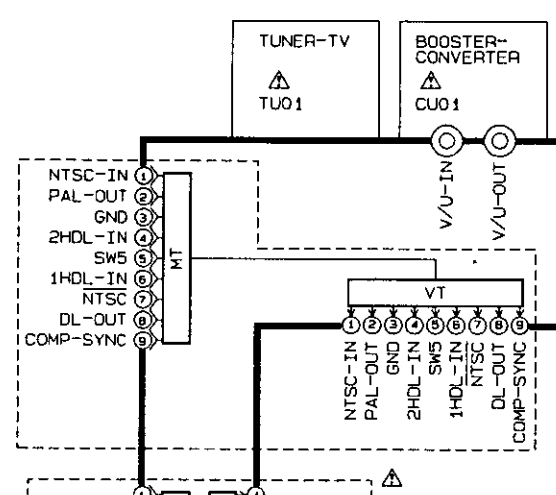 TUNER-TV
TU01
BOOSTER-
CONVERTER
CU01
V/U-IN
V/U-OUT
NTSC-IN 1
PAL-OUT 2
GND 3
2HDL-IN 4
SW5 5
1HDL-IN 6
NTSC 7
DL-OUT 8
COMP-SYNC 9
MT
VT
1 2 3 4 5 6 7 8 9
NTSC-IN
PAL-OUT
GND
2HDL-IN
SW5
1HDL-IN
NTSC
DL-OUT
COMP-SYNC